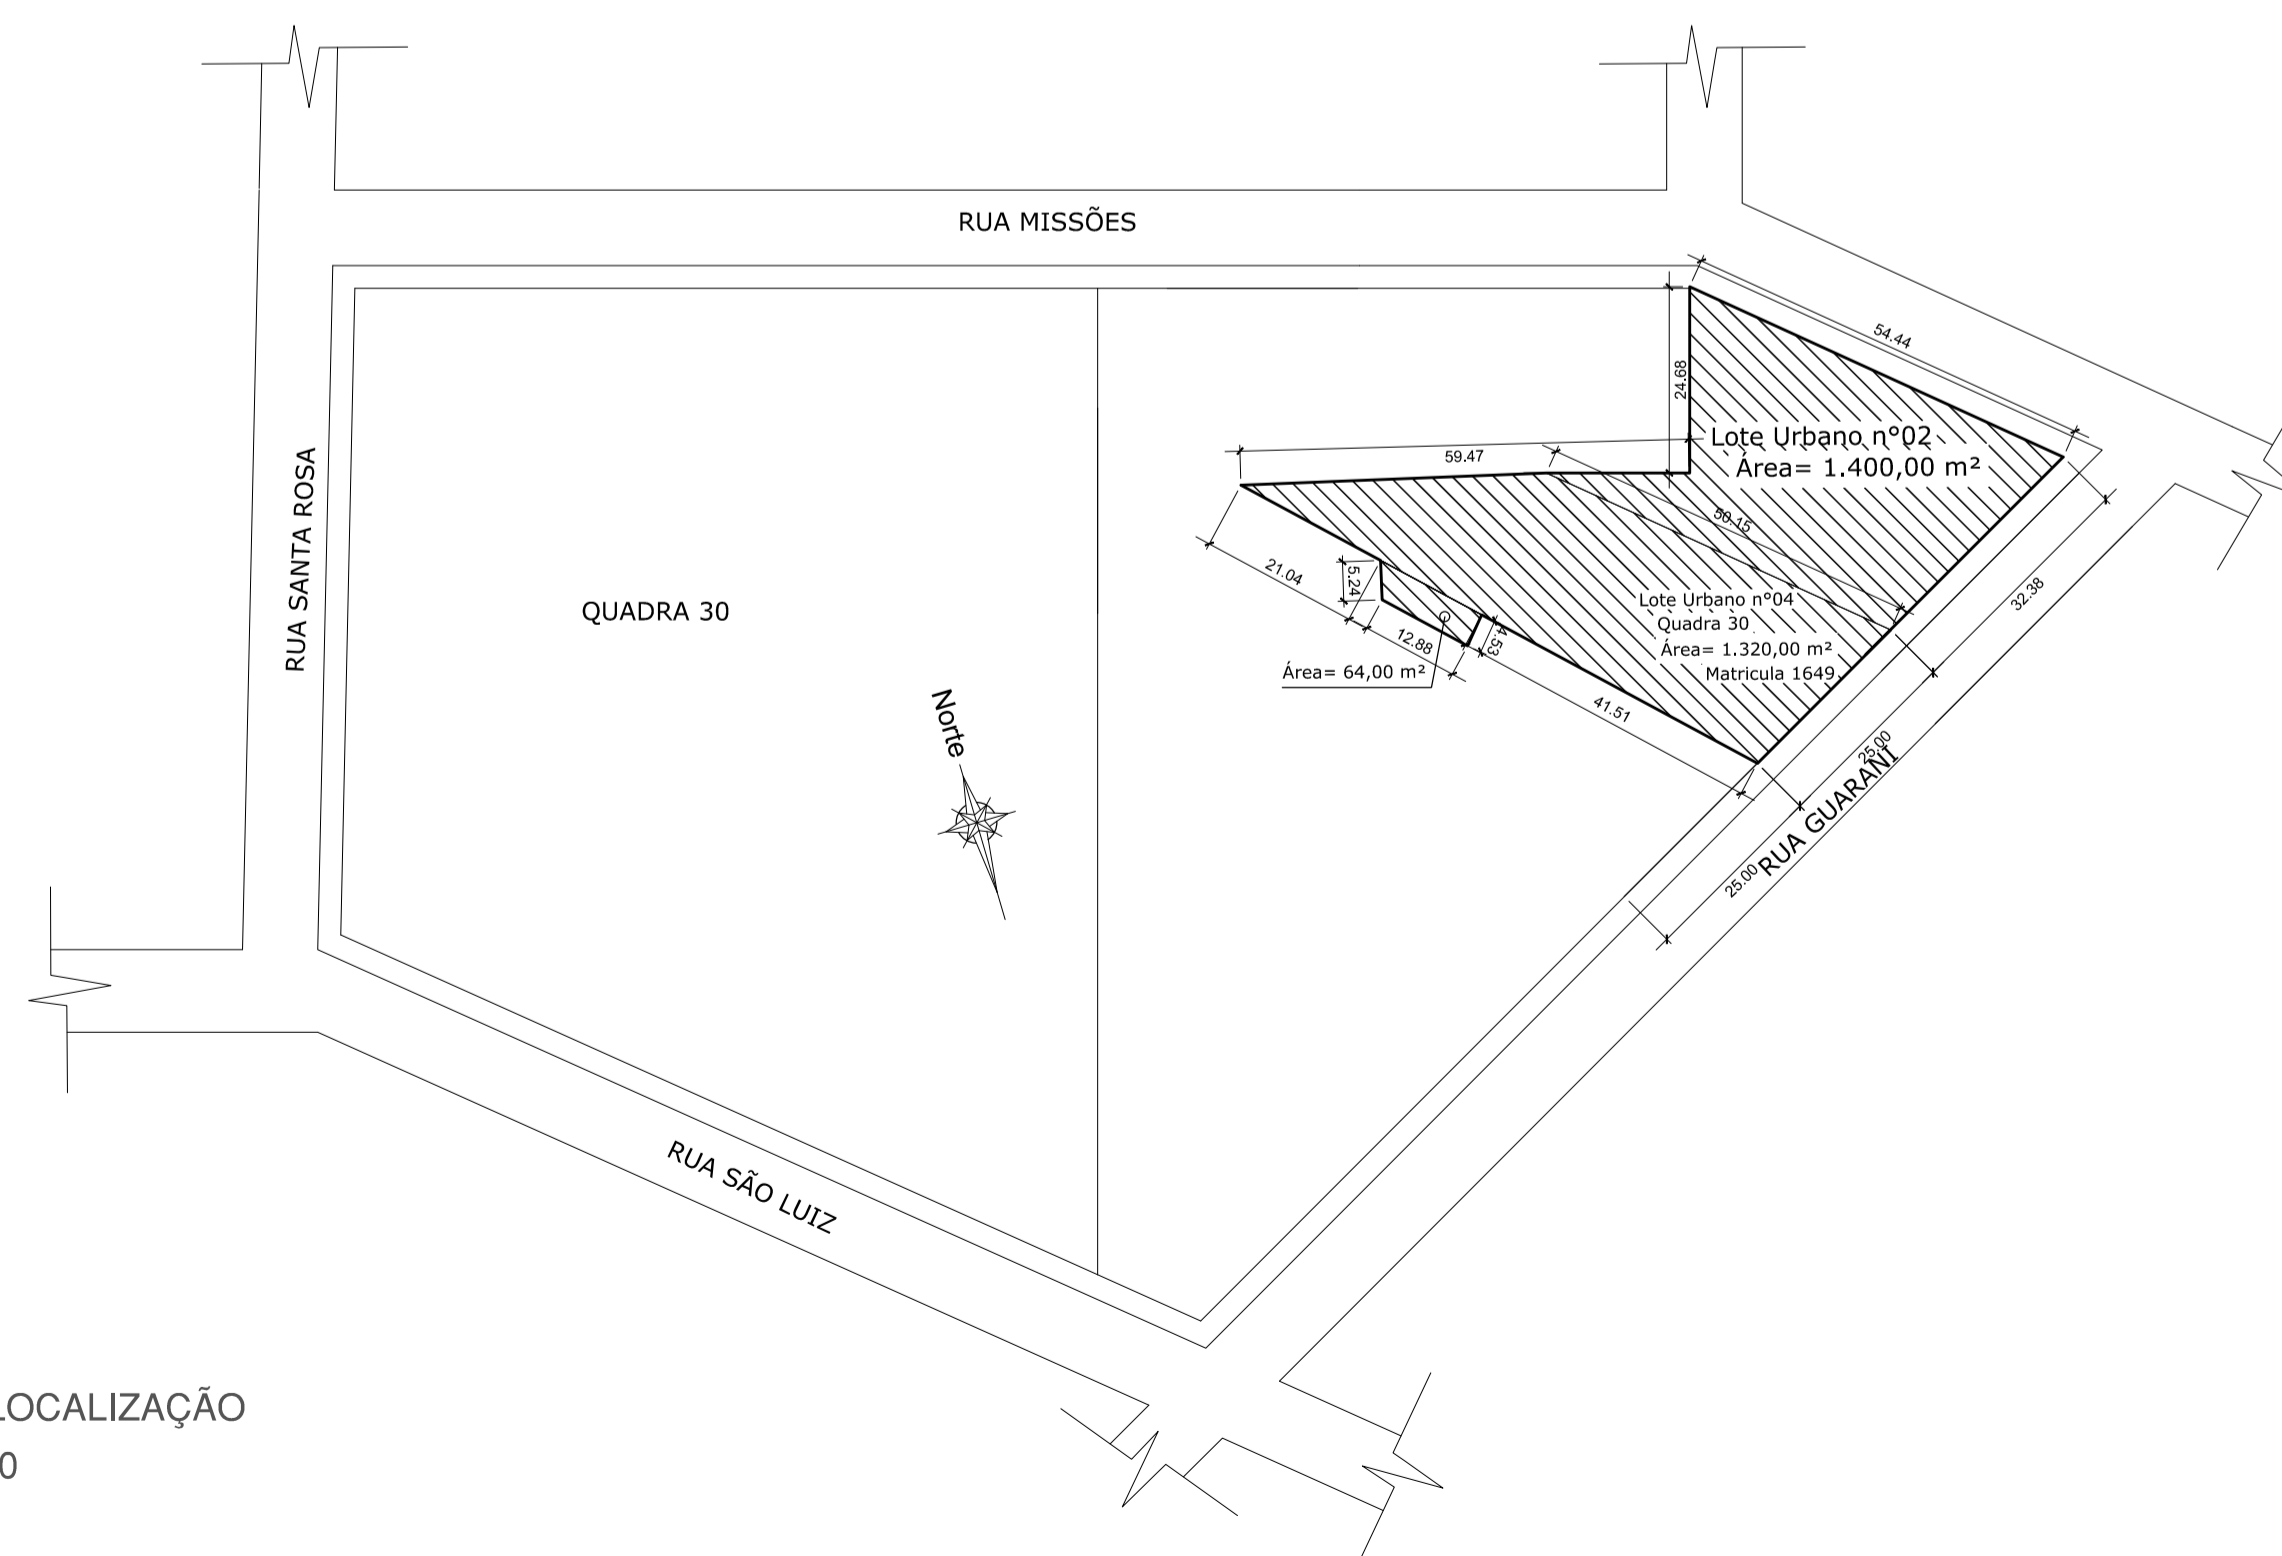 RUA MISSÕES
54.44
24.68
Lote Urbano n°02
Área= 1.400,00 m²
59.47
50.15
RUA SANTA ROSA
QUADRA 30
21.04
5.24
12.88
4.53
Área= 64,00 m²
Lote Urbano n°04
Quadra 30
Área= 1.320,00 m²
Matricula 1649
32.38
41.51
25.00
RUA GUARANI
25.00
Norte
RUA SÃO LUIZ
LOCALIZAÇÃO
0